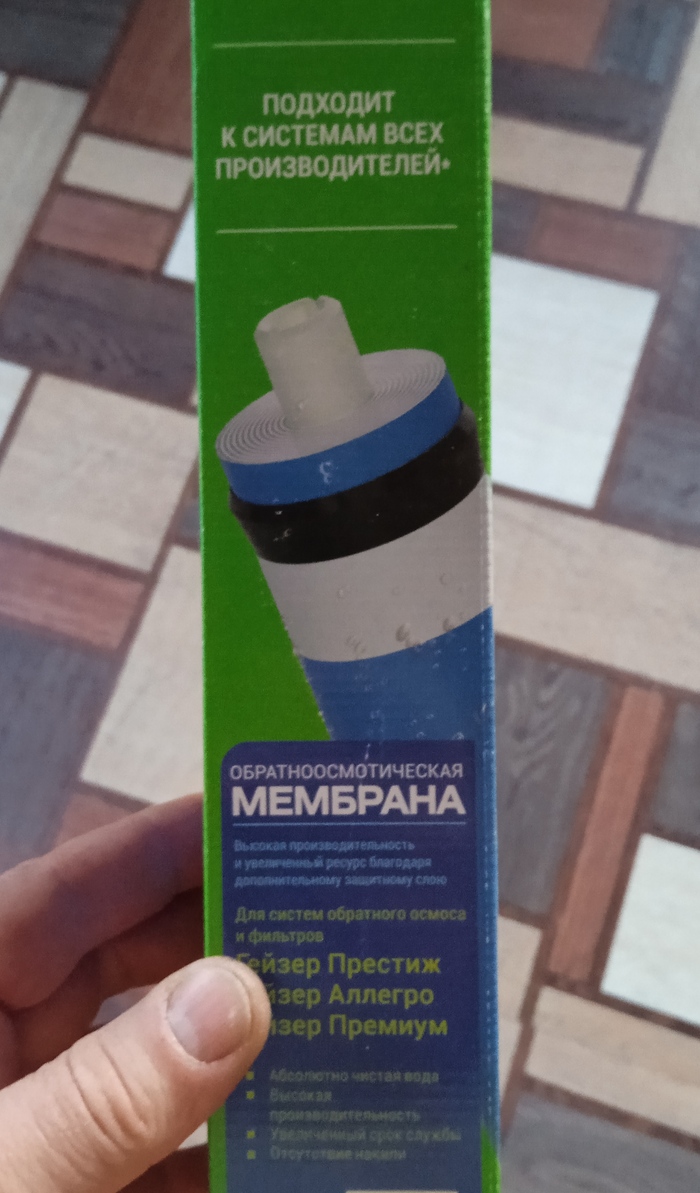 ПОДХОДИТ
К СИСТЕМАМ ВСЕХ
ПРОИЗВОДИТЕЛЕЙ*
ОБРАТНООСМОТИЧЕСКАЯ
МЕМБРАНА
Высокая производительность
и увеличенный ресурс благодаря
дополнительному защитному слою
Для систем обратного осмоса
и фильтров
Гейзер Престиж
йзер Аллегро
йзер Премиум
Абсолютно чистая вода
Высокая
производительность
Увеличенный срок службы
Отсутствие накипи